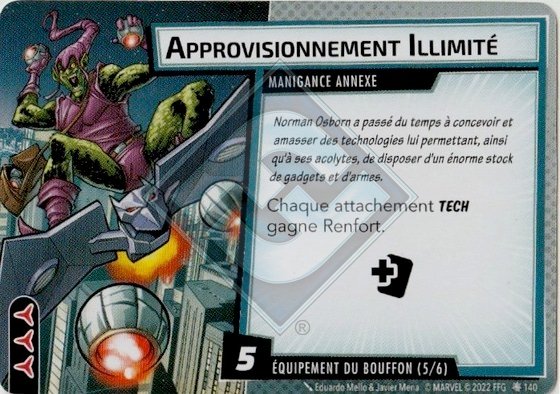 APPROVISIONNEMENT ILLIMITÉ
MANIGANCE ANNEXE
Norman Osborn a passé du temps à concevoir et
amasser des technologies lui permettant, ainsi
qu'à ses acolytes, de disposer d'un énorme stock
de gadgets et d'armes.
Chaque attachement TECH
gagne Renfort.
5
ÉQUIPEMENT DU BOUFFON (5/6)
Eduardo Mello & Javier Mena © MARVEL © 2022 FFG 140
®